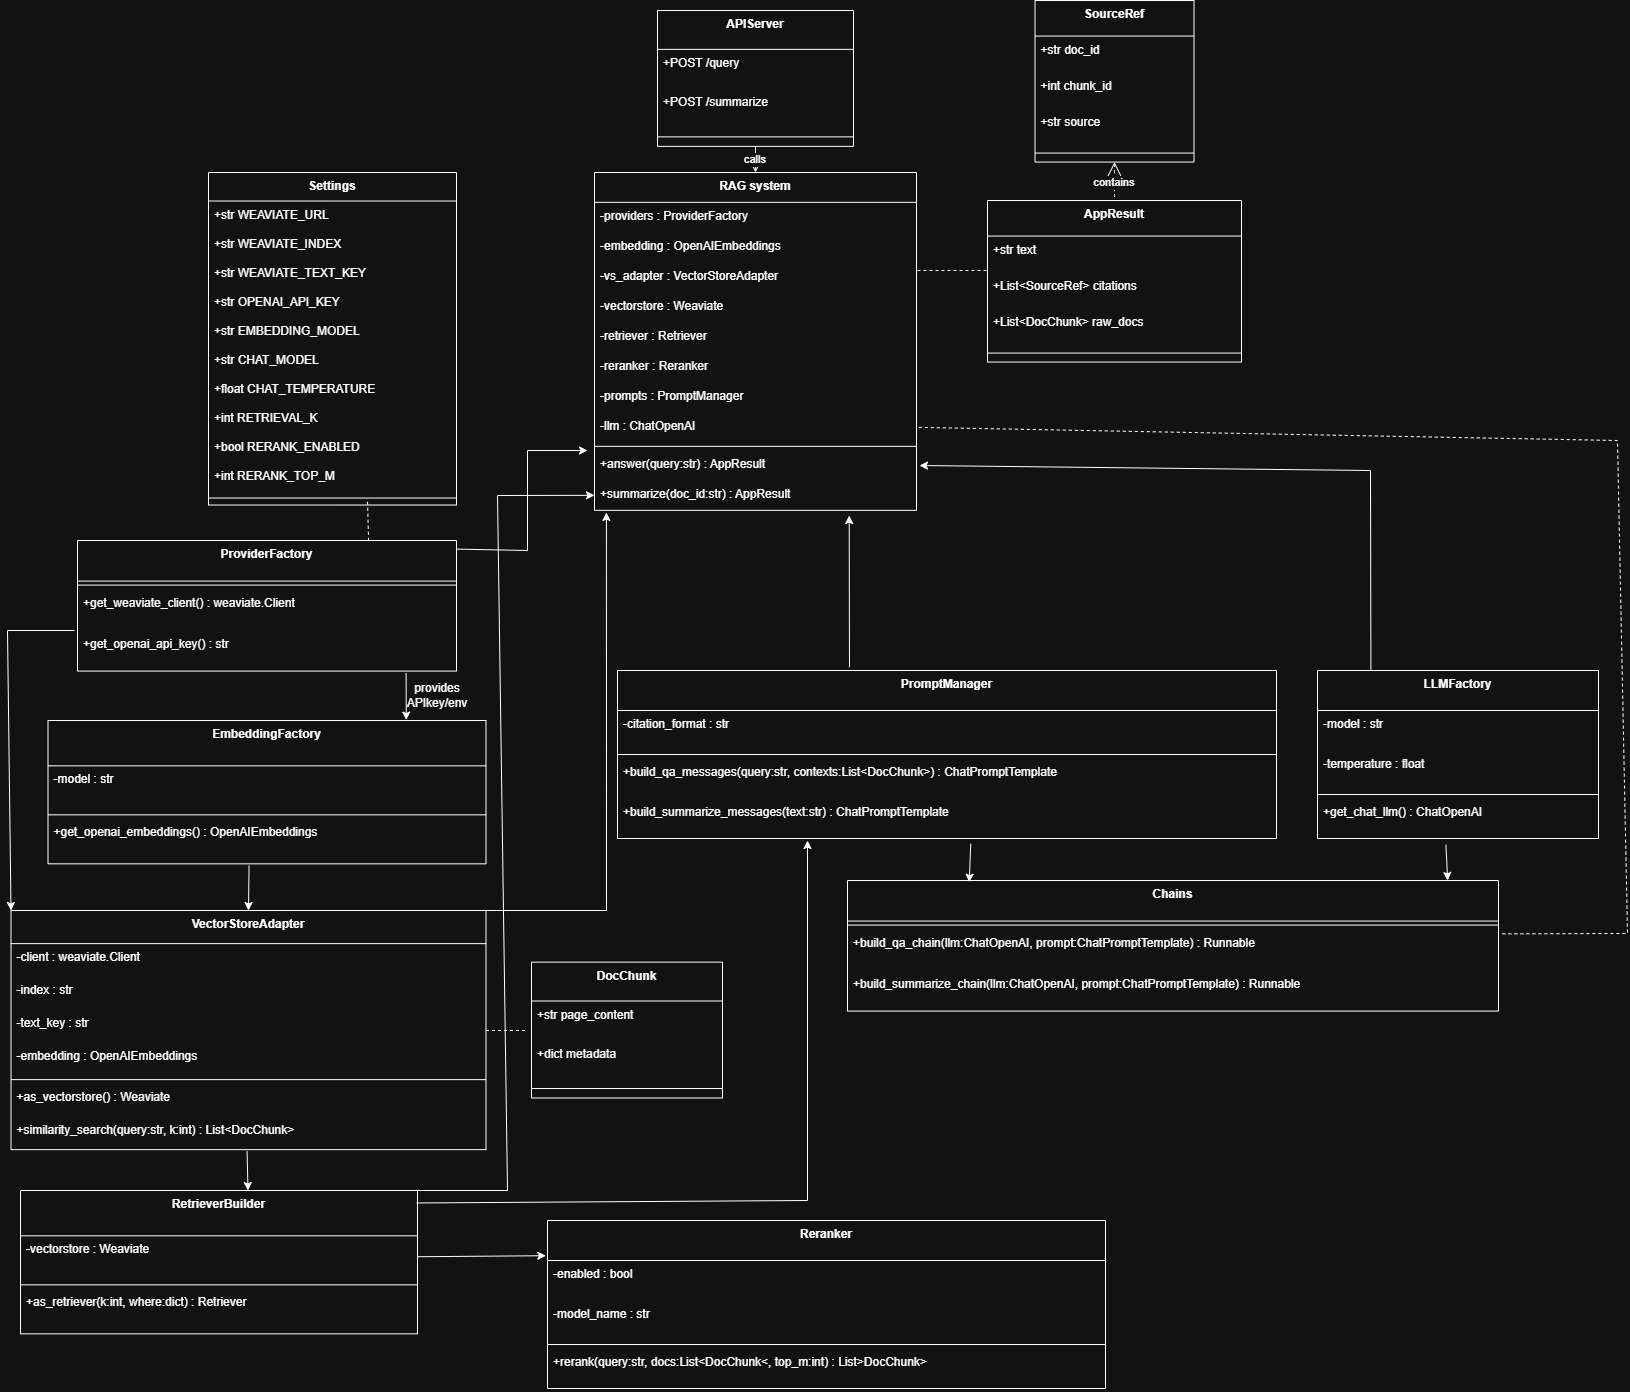 APIServer
+POST /query
+POST /summarize
calls
SourceRef
+str doc_id
+int chunk_id
+str source
contains
Settings
+str WEAVIATE_URL
+str WEAVIATE_INDEX
+str WEAVIATE_TEXT_KEY
+str OPENAI_API_KEY
+str EMBEDDING_MODEL
+str CHAT_MODEL
+float CHAT_TEMPERATURE
+int RETRIEVAL_K
+bool RERANK_ENABLED
+int RERANK_TOP_M
RAG system
-providers : ProviderFactory
-embedding : OpenAIEmbeddings
-vs_adapter : VectorStoreAdapter
-vectorstore : Weaviate
-retriever : Retriever
-reranker : Reranker
-prompts : PromptManager
-llm : ChatOpenAI
+answer(query:str) : AppResult
+summarize(doc_id:str) : AppResult
AppResult
+str text
+List<SourceRef> citations
+List<DocChunk> raw_docs
ProviderFactory
+get_weaviate_client() : weaviate.Client
+get_openai_api_key() : str
provides
APIkey/env
EmbeddingFactory
-model : str
+get_openai_embeddings() : OpenAIEmbeddings
PromptManager
-citation_format : str
+build_qa_messages(query:str, contexts:List<DocChunk>) : ChatPromptTemplate
+build_summarize_messages(text:str) : ChatPromptTemplate
LLMFactory
-model : str
-temperature : float
+get_chat_llm() : ChatOpenAI
Chains
+build_qa_chain(llm:ChatOpenAI, prompt:ChatPromptTemplate) : Runnable
+build_summarize_chain(llm:ChatOpenAI, prompt:ChatPromptTemplate) : Runnable
VectorStoreAdapter
-client : weaviate.Client
-index : str
-text_key : str
-embedding : OpenAIEmbeddings
+as_vectorstore() : Weaviate
+similarity_search(query:str, k:int) : List<DocChunk>
DocChunk
+str page_content
+dict metadata
RetrieverBuilder
-vectorstore : Weaviate
+as_retriever(k:int, where:dict) : Retriever
Reranker
-enabled : bool
-model_name : str
+rerank(query:str, docs:List<DocChunk<, top_m:int) : List>DocChunk>